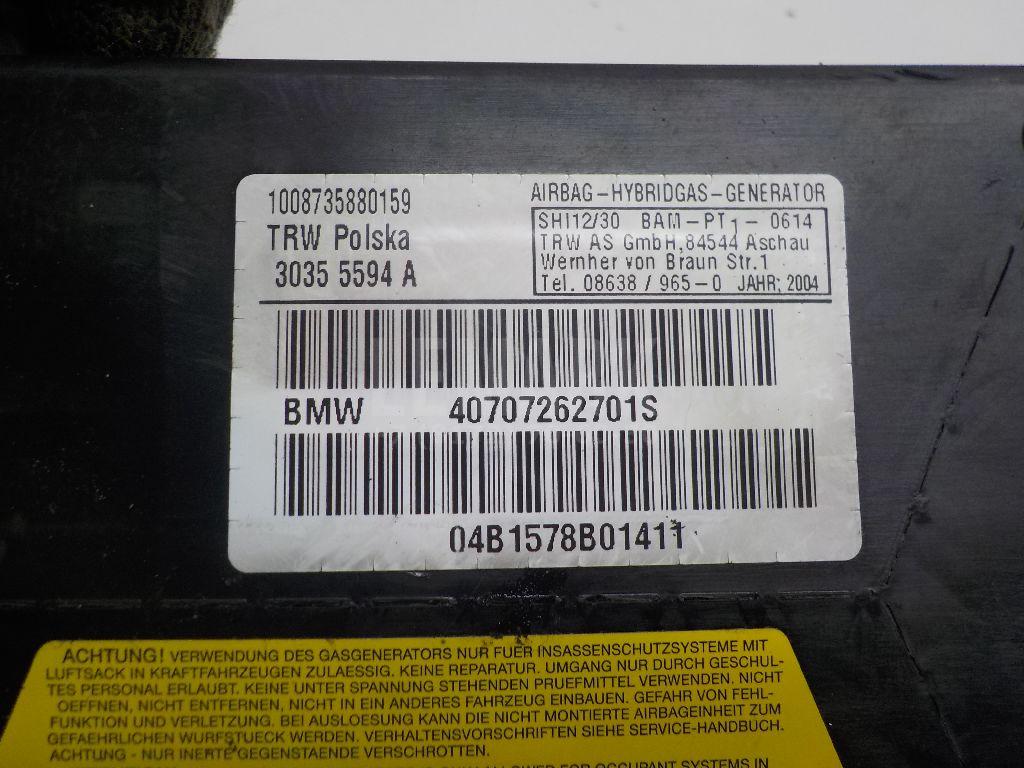 1008735880159
TRW Polska
3035 5594 A
AIRBAG-HYBRIDGAS-GENERATOR
SHI12/30 BAM-PT1-0614
TRW AS GmbH,84544 Aschau
Wernher von Braun Str.1
Tel. 08638 / 965-0 JAHR; 2004
BMW 40707262701S
04B1578B01411
ACHTUNG! VERWENDUNG DES GASGENERATORS NUR FUER INSASSENSCHUTZSYSTEME MIT
LUFTSACK IN KRAFTFAHRZEUGEN ZULAESSIG. KEINE REPARATUR. UMGANG NUR DURCH GESCHUL-
TES PERSONAL ERLAUBT. KEINE UNTER SPANNUNG STEHENDEN PRUEFMITTEL VERWENDEN. NICHT
OEFFNEN, NICHT ENTFERNEN, NICHT IN EIN ANDERES FAHRZEUG EINBAUEN. GEFAHR VON FEHL-
FUNKTION UND VERLETZUNG. BEI AUSLOESUNG KANN DIE NICHT MONTIERTE AIRBAGEINHEIT ZUM
GEFAEHRLICHEN WURFSTUECK WERDEN. VERHALTENSVORSCHRIFTEN SIEHE SERVICE-HANDBUCH.
ACHTUNG - NUR INERTE GEGENSTAENDE VERSCHROTTEN.
ALLOWED FOR OCCUPANT SYSTEMS IN